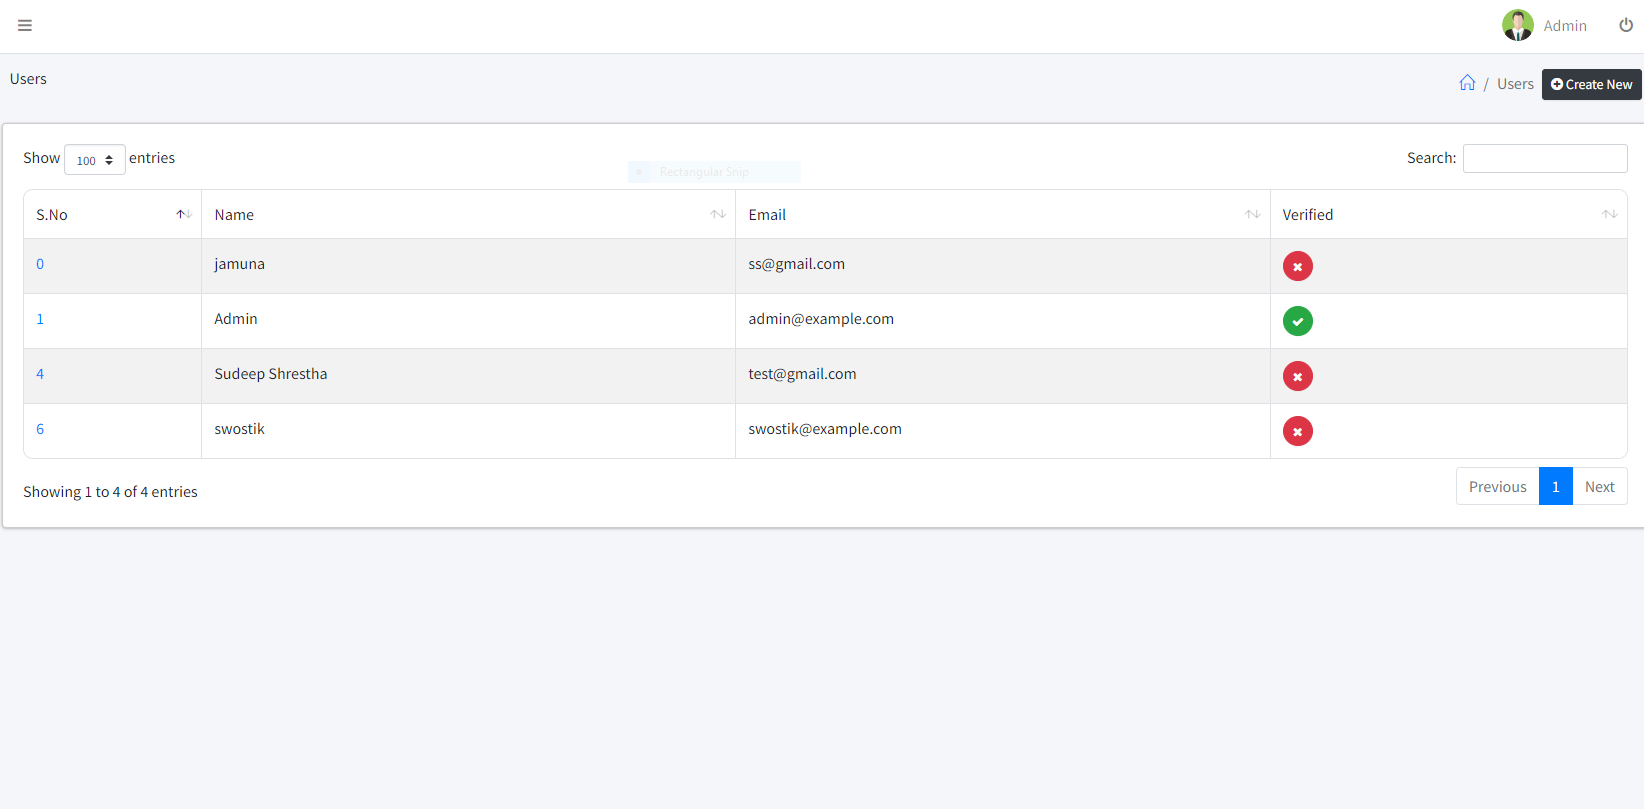 Admin
Users
/ Users Create New
Show 100 entries
Search:
Rectangular Snip
S.No Name Email Verified
0 jamuna ss@gmail.com
1 Admin admin@example.com
4 Sudeep Shrestha test@gmail.com
6 swostik swostik@example.com
Showing 1 to 4 of 4 entries
Previous 1 Next